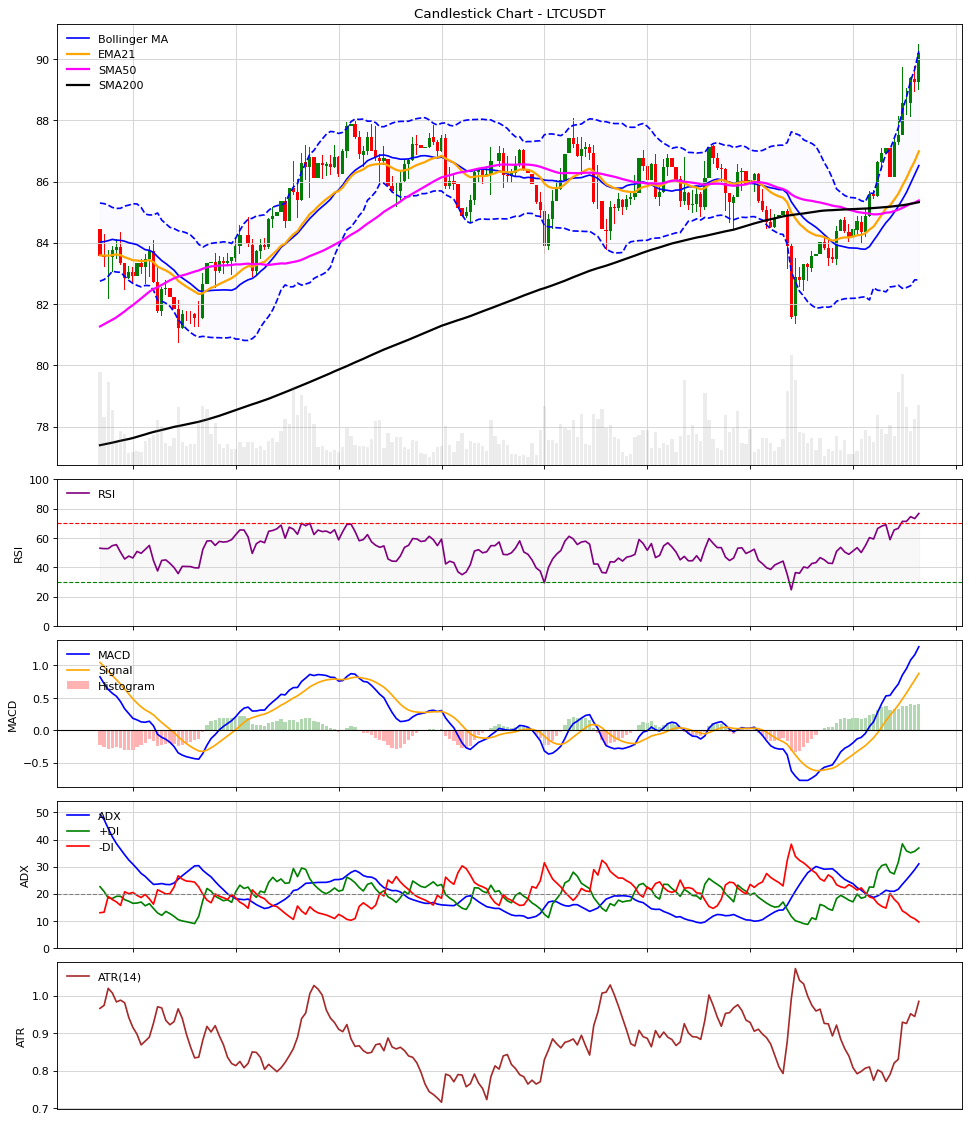 Candlestick Chart - LTCUSDT
Bollinger MA
EMA21
SMA50
SMA200
90
88
86
84
82
80
78
100
80
60
40
20
0
RSI
RSI
1.0
0.5
0.0
−0.5
MACD
MACD
Signal
Histogram
50
40
30
20
10
0
ADX
ADX
+DI
-DI
1.0
0.9
0.8
0.7
ATR
ATR(14)